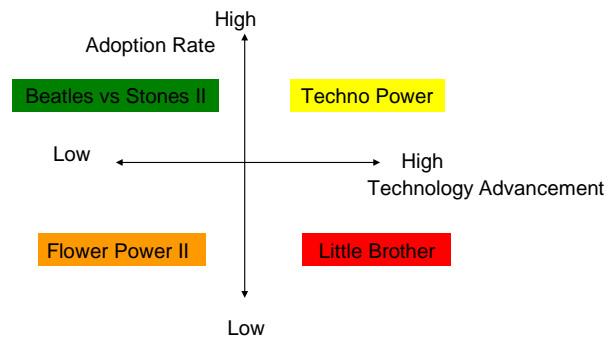 High
Adoption Rate
Beatles vs Stones II
Techno Power
Low
High
Technology Advancement
Flower Power II
Little Brother
Low